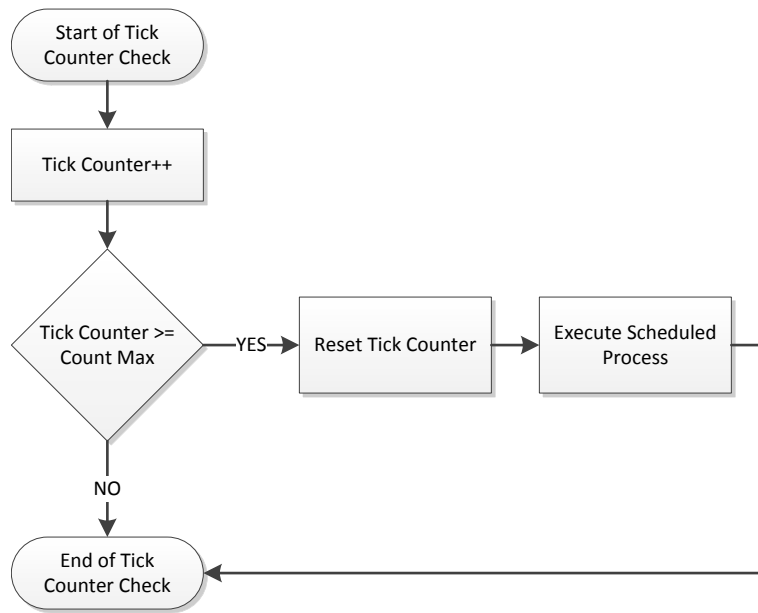 Start of Tick
Counter Check
Tick Counter++
Tick Counter >=
Count Max
YES
Reset Tick Counter
Execute Scheduled
Process
NO
End of Tick
Counter Check